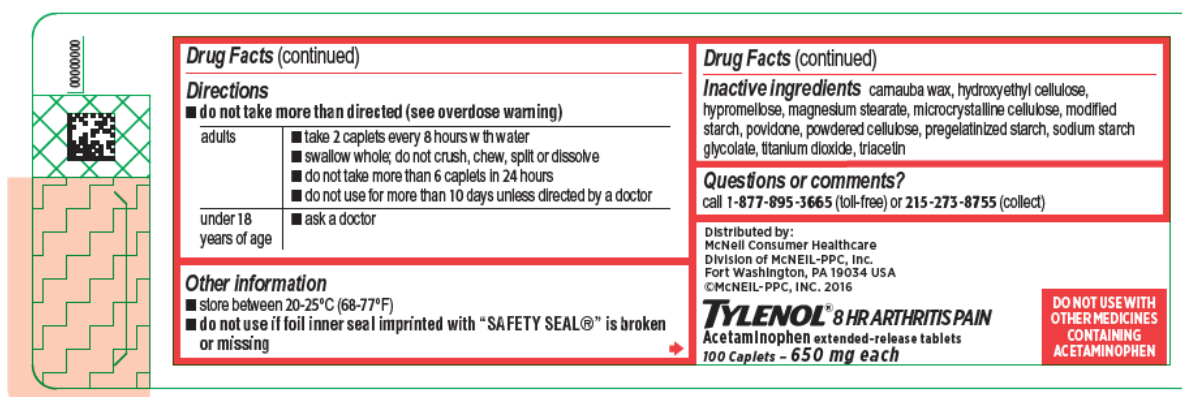 00000000
Drug Facts (continued)
Directions
■ do not take more than directed (see overdose warning)
adults
■ take 2 caplets every 8 hours w th water
■ swallow whole; do not crush, chew, split or dissolve
■ do not take more than 6 caplets in 24 hours
■ do not use for more than 10 days unless directed by a doctor
under 18
years of age
■ ask a doctor
Other information
■ store between 20-25°C (68-77°F)
■ do not use if foil inner seal imprinted with “SAFETY SEAL®” is broken
or missing
Drug Facts (continued)
Inactive ingredients carnauba wax, hydroxyethyl cellulose,
hypromellose, magnesium stearate, microcrystalline cellulose, modified
starch, povidone, powdered cellulose, pregelatinized starch, sodium starch
glycolate, titanium dioxide, triacetin
Questions or comments?
call 1-877-895-3665 (toll-free) or 215-273-8755 (collect)
Distributed by:
McNeil Consumer Healthcare
Division of McNEIL-PPC, Inc.
Fort Washington, PA 19034 USA
©McNEIL-PPC, INC. 2016
TYLENOL® 8 HR ARTHRITIS PAIN
Acetaminophen extended-release tablets
100 Caplets – 650 mg each
DO NOT USE WITH
OTHER MEDICINES
CONTAINING
ACETAMINOPHEN